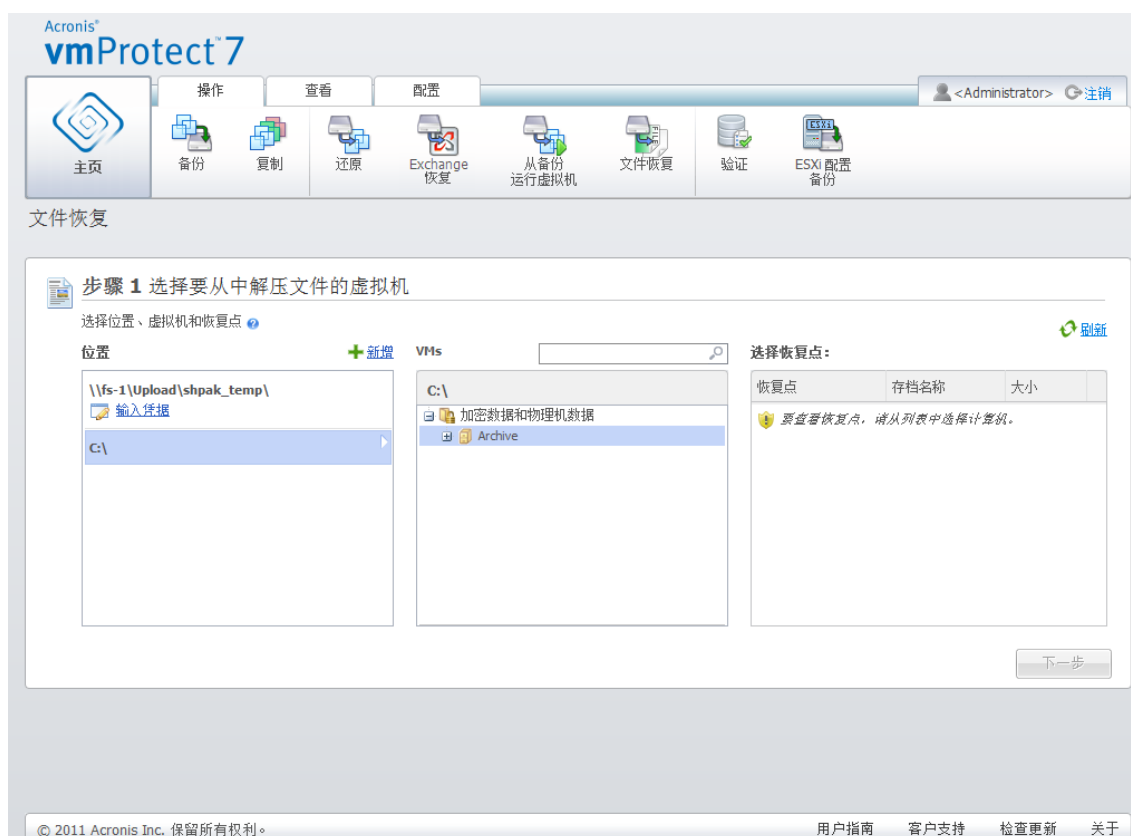 Acronis®
vmProtect™7
操作 查看 配置
<Administrator> 注销
主页
备份
复制
还原
Exchange
恢复
从备份
运行虚拟机
文件恢复
验证
ESXi
ESXi 配置
备份
文件恢复
步骤 1 选择要从中解压文件的虚拟机
选择位置、虚拟机和恢复点
刷新
位置 新增
\\fs-1\Upload\shpak_temp\
输入凭据
C:\
VMs
C:\
加密数据和物理机数据
Archive
选择恢复点:
恢复点 存档名称 大小
要查看恢复点，请从列表中选择计算机。
下一步
© 2011 Acronis Inc. 保留所有权利。
用户指南 客户支持 检查更新 关于